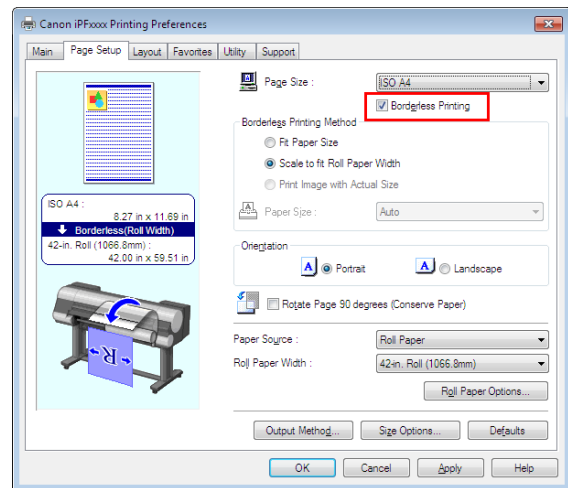 Canon iPFxxxx Printing Preferences
Main Page Setup Layout Favorites Utility Support
Page Size : ISO A4
Borderless Printing
Borderless Printing Method
Fit Paper Size
Scale to fit Roll Paper Width
Print Image with Actual Size
Paper Size : Auto
ISO A4 :
8.27 in x 11.69 in
Borderless(Roll Width)
42-in. Roll (1066.8mm) :
42.00 in x 59.51 in
Orientation
A Portrait A Landscape
Rotate Page 90 degrees (Conserve Paper)
R
Paper Source : Roll Paper
Roll Paper Width : 42-in. Roll (1066.8mm)
Roll Paper Options...
Output Method... Size Options... Defaults
OK Cancel Apply Help